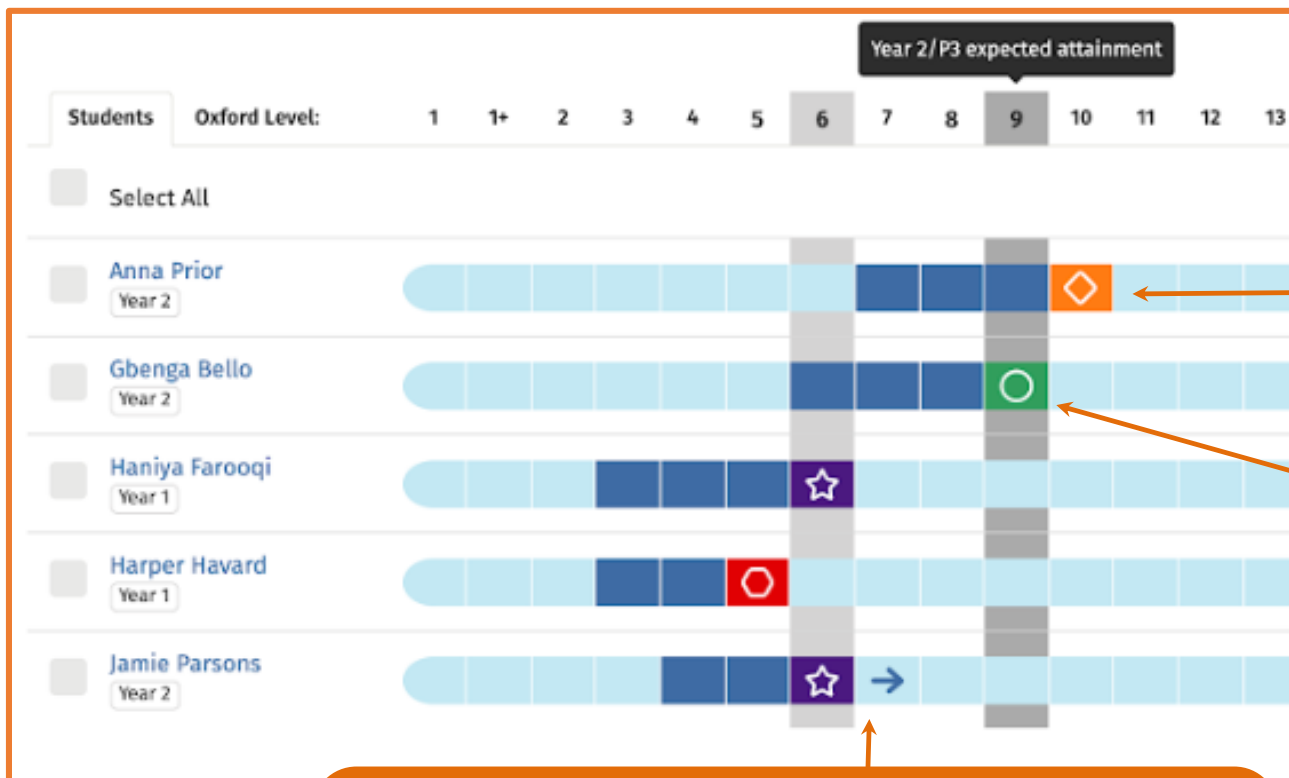 Year 2/P3 expected attainment
Students Oxford Level: 1 1+ 2 3 4 5 6 7 8 9 10 11 12 13
Select All
Anna Prior
Year 2
Gbenga Bello
Year 2
Haniya Farooqi
Year 1
Harper Havard
Year 1
Jamie Parsons
Year 2